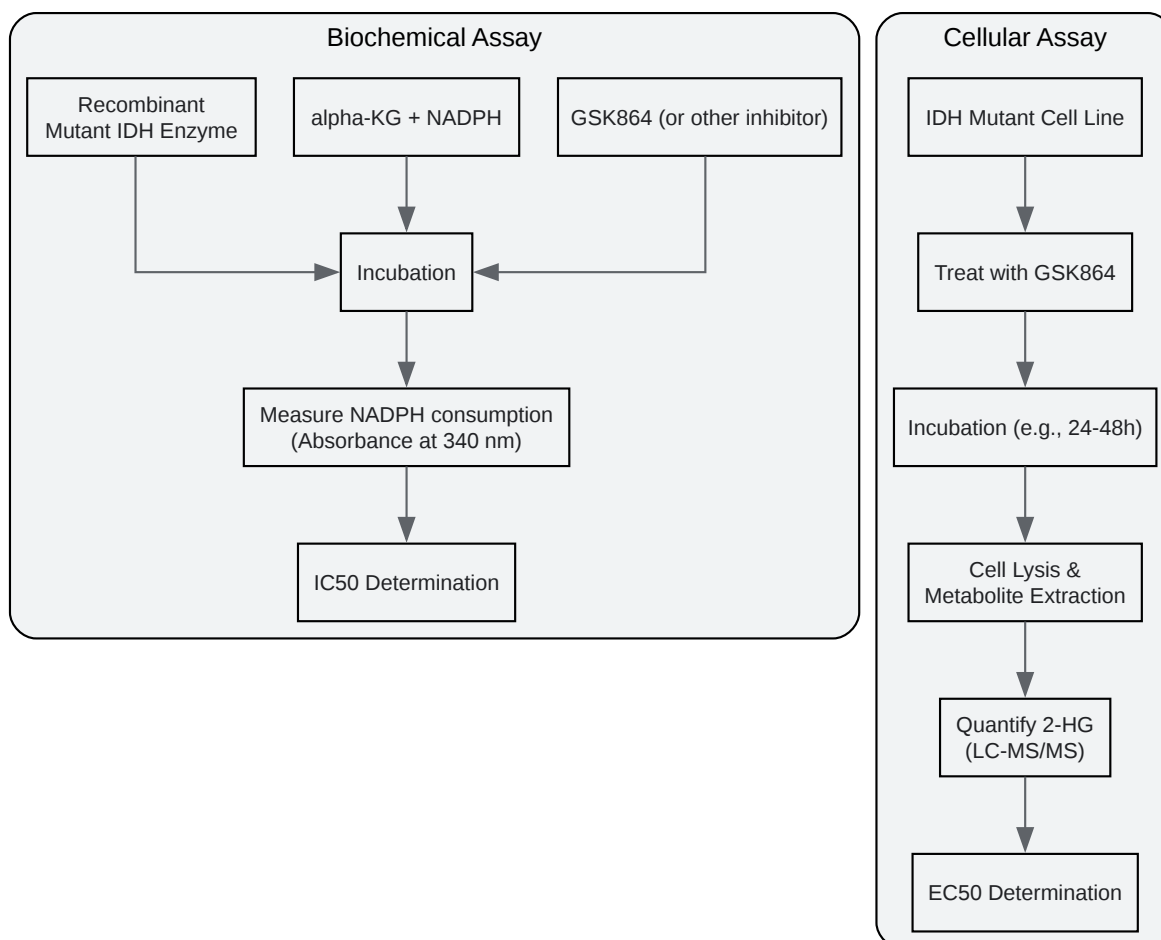 Biochemical Assay
Recombinant
Mutant IDH Enzyme
alpha-KG + NADPH
GSK864 (or other inhibitor)
Incubation
Measure NADPH consumption
(Absorbance at 340 nm)
IC50 Determination
Cellular Assay
IDH Mutant Cell Line
Treat with GSK864
Incubation (e.g., 24-48h)
Cell Lysis &
Metabolite Extraction
Quantify 2-HG
(LC-MS/MS)
EC50 Determination